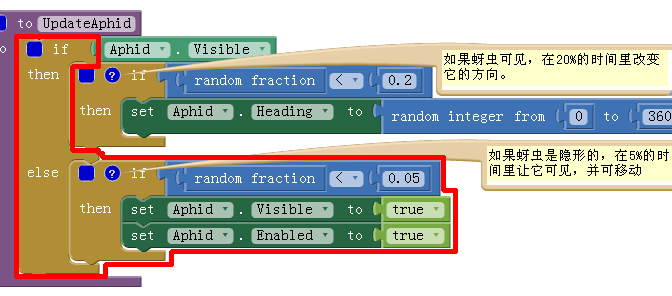 to UpdateAphid
o if Aphid . Visible
then ? if random fraction < 0.2
如果蚜虫可见，在20%的时间里改变
它的方向。
then set Aphid . Heading to random integer from 0 to 360
如果蚜虫是隐形的，在5%的时
间里让它可见，并可移动
else ? if random fraction < 0.05
then set Aphid . Visible to true
set Aphid . Enabled to true